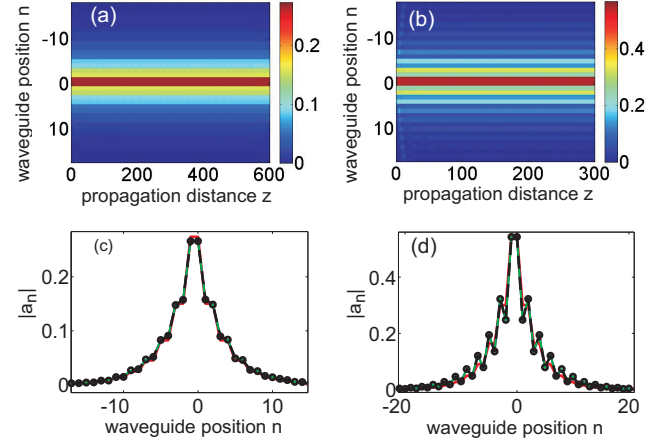 (a)
waveguide position n
-10
0
10
0 200 400 600
propagation distance z
0.2
0.1
0
(b)
waveguide position n
-10
0
10
0 100 200 300
propagation distance z
0.4
0.2
0
(c)
|aₙ|
0.2
0.1
0
-10 0 10
waveguide position n
(d)
|aₙ|
0.4
0.2
0
-20 0 20
waveguide position n